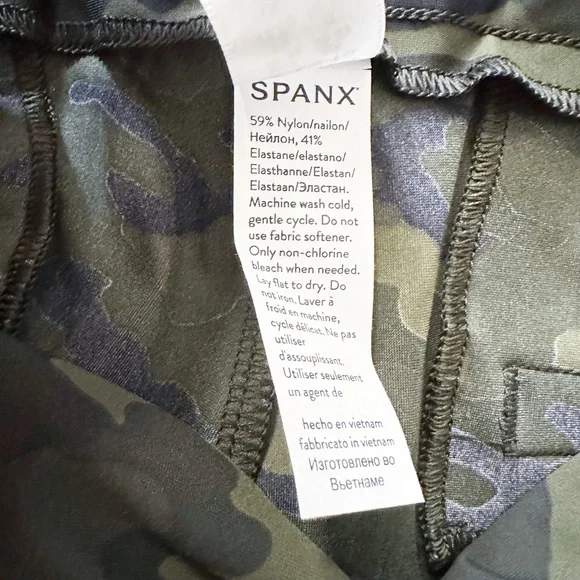 SPANX
59% Nylon/nailon/
Нейлон, 41%
Elastane/elastano/
Elasthanne/Elastan/
Elastaan/Эластан.
Machine wash cold,
gentle cycle. Do not
use fabric softener.
Only non-chlorine
bleach when needed.
Lay flat to dry. Do
not iron. Laver à
froid en machine,
cycle délicat. Ne pas
utiliser
d'assouplissant.
Utiliser seulement
un agent de
hecho en vietnam
fabbricato in vietnam
Изготовлено во
Вьетнаме